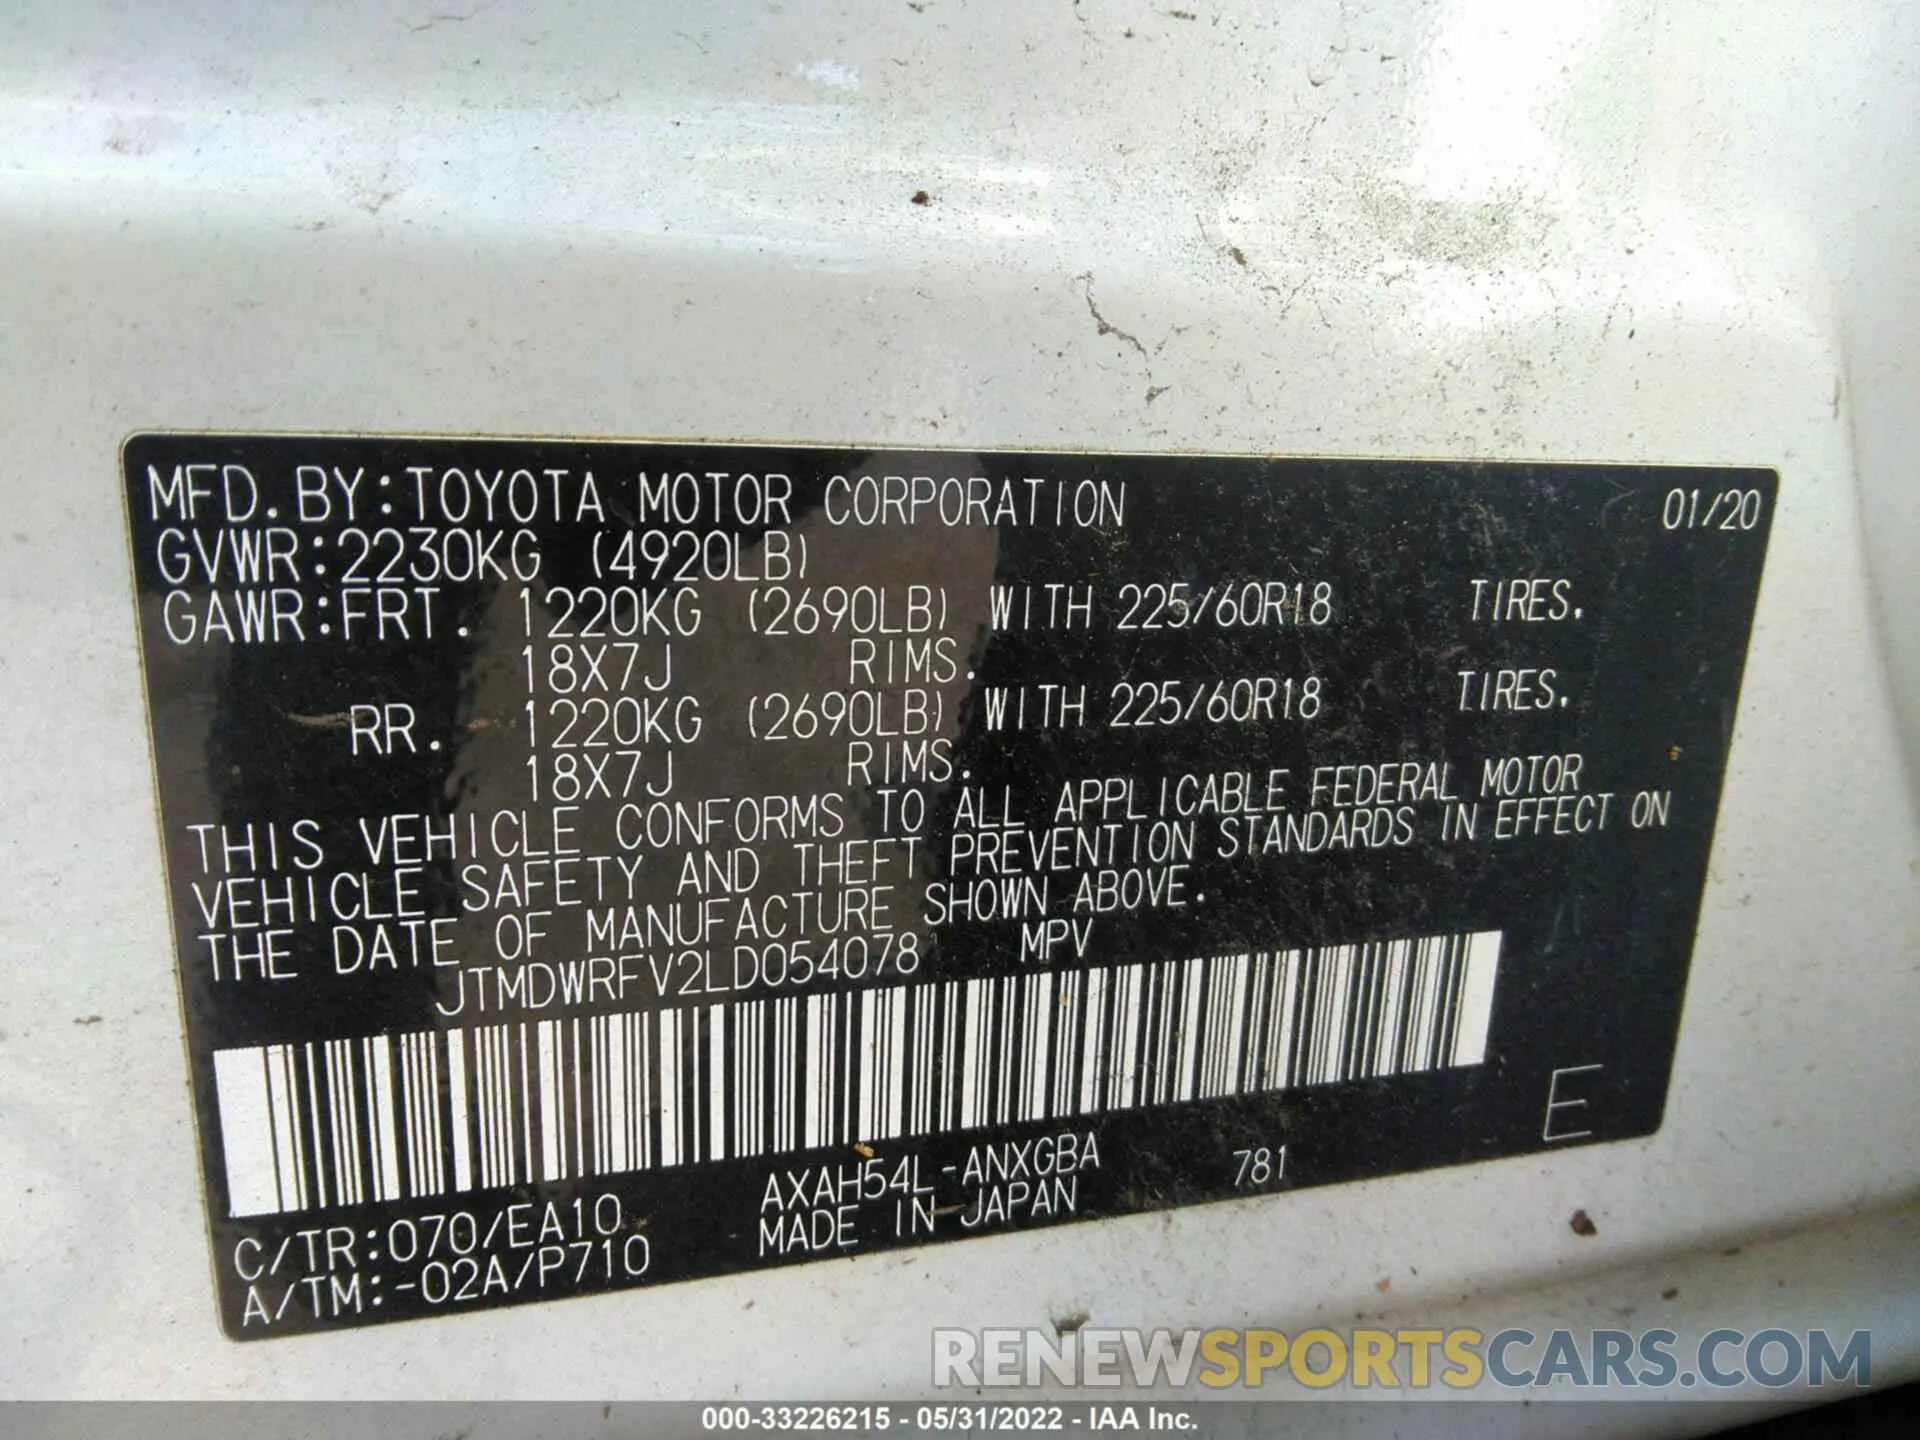 MFD. BY:TOYOTA MOTOR CORPORATION 01/20
GVWR:2230KG (4920LB)
GAWR:FRT. 1220KG (2690LB) WITH 225/60R18 TIRES.
18X7J RIMS.
RR. 1220KG (2690LB) WITH 225/60R18 TIRES.
18X7J RIMS.
THIS VEHICLE CONFORMS TO ALL APPLICABLE FEDERAL MOTOR
VEHICLE SAFETY AND THEFT PREVENTION STANDARDS IN EFFECT ON
THE DATE OF MANUFACTURE SHOWN ABOVE.
JTMDWRFV2LD054078 MPV
E
AXAH54L-ANXGBA 781
C/TR:070/EA10 MADE IN JAPAN
A/TM:-02A/P710
RENEWSPORTSCARS.COM
000-33226215 - 05/31/2022 - IAA Inc.